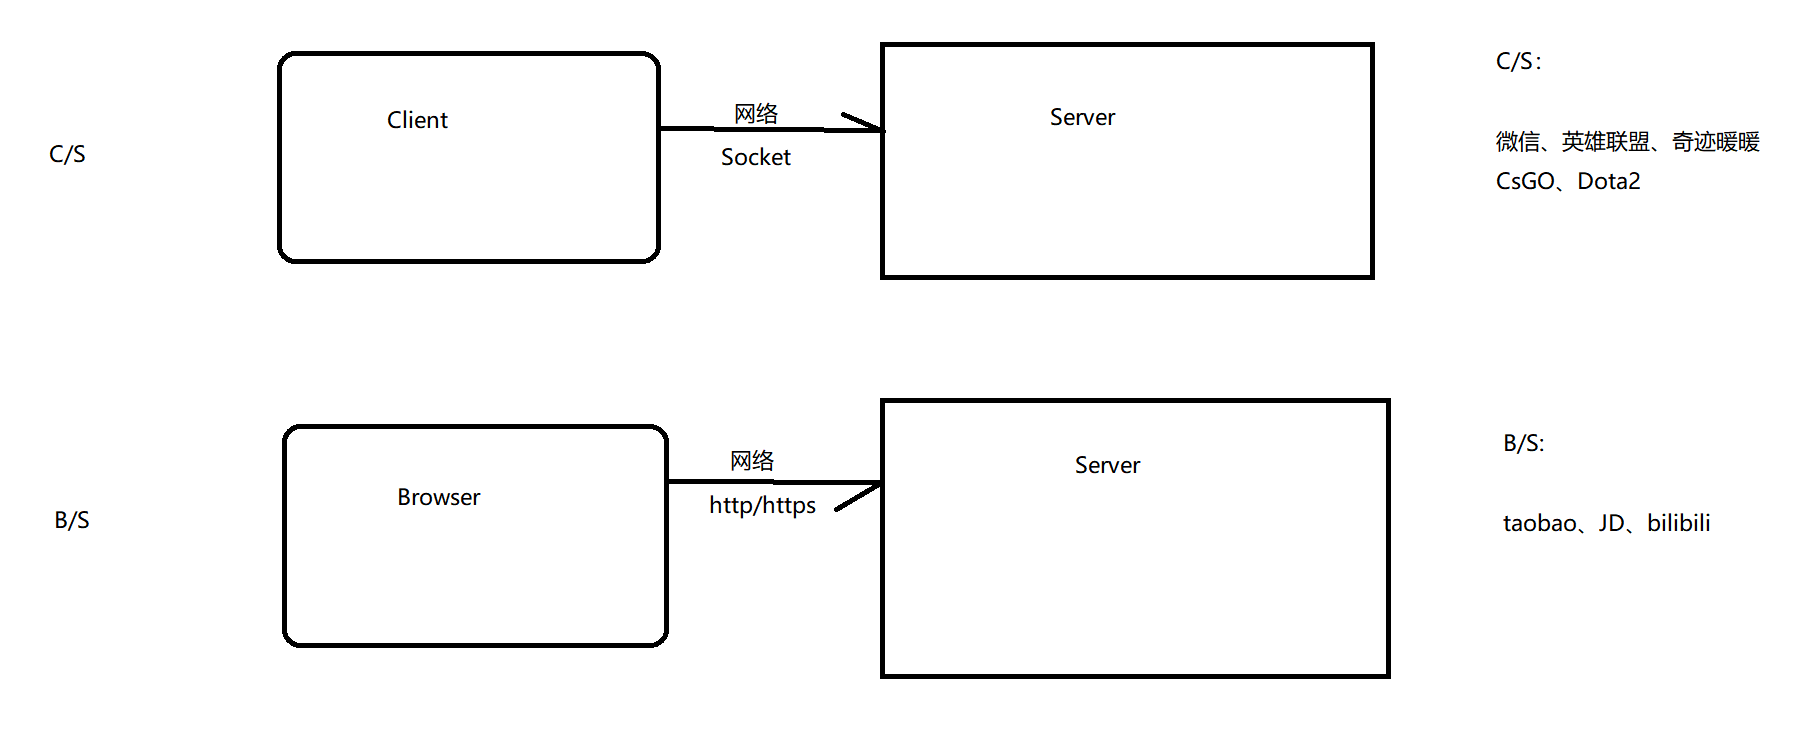 C/S
Client
网络
Socket
Server
C/S：
微信、英雄联盟、奇迹暖暖
CsGO、Dota2
B/S
Browser
网络
http/https
Server
B/S:
taobao、JD、bilibili